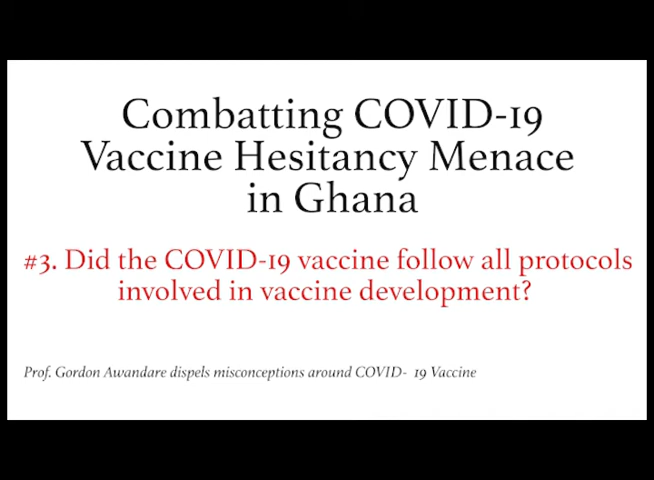 Combatting COVID-19
Vaccine Hesitancy Menace
in Ghana
#3. Did the COVID-19 vaccine follow all protocols
involved in vaccine development?
Prof. Gordon Awandare dispels misconceptions around COVID- 19 Vaccine